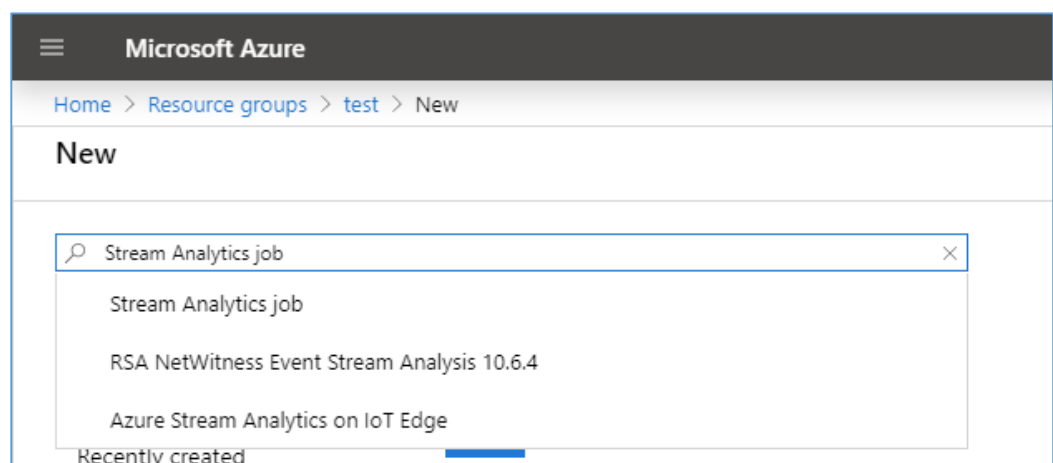 Microsoft Azure
Home > Resource groups > test > New
New
Stream Analytics job
Stream Analytics job
RSA NetWitness Event Stream Analysis 10.6.4
Azure Stream Analytics on IoT Edge
Recently created